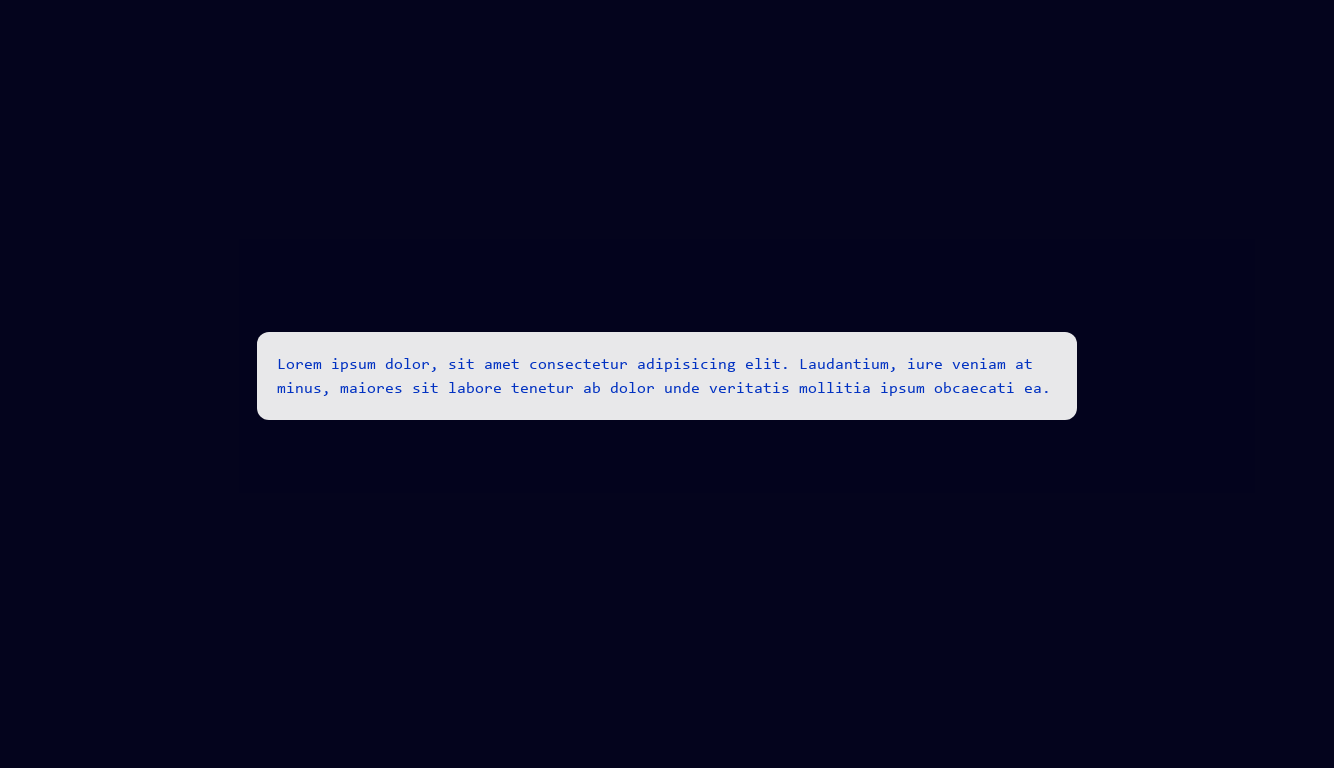 Lorem ipsum dolor, sit amet consectetur adipisicing elit. Laudantium, iure veniam at
minus, maiores sit labore tenetur ab dolor unde veritatis mollitia ipsum obcaecati ea.